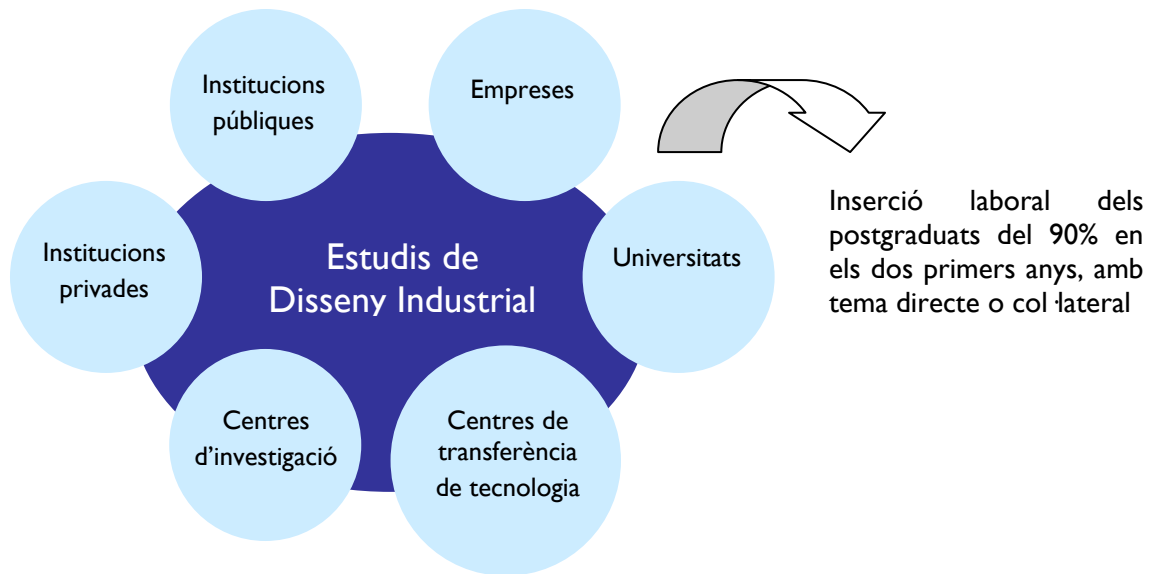 Institucions
públiques
Empreses
Institucions
privades
Estudis de
Disseny Industrial
Universitats
Inserció laboral dels
postgraduats del 90% en
els dos primers anys, amb
tema directe o col·lateral
Centres
d’investigació
Centres de
transferència
de tecnologia